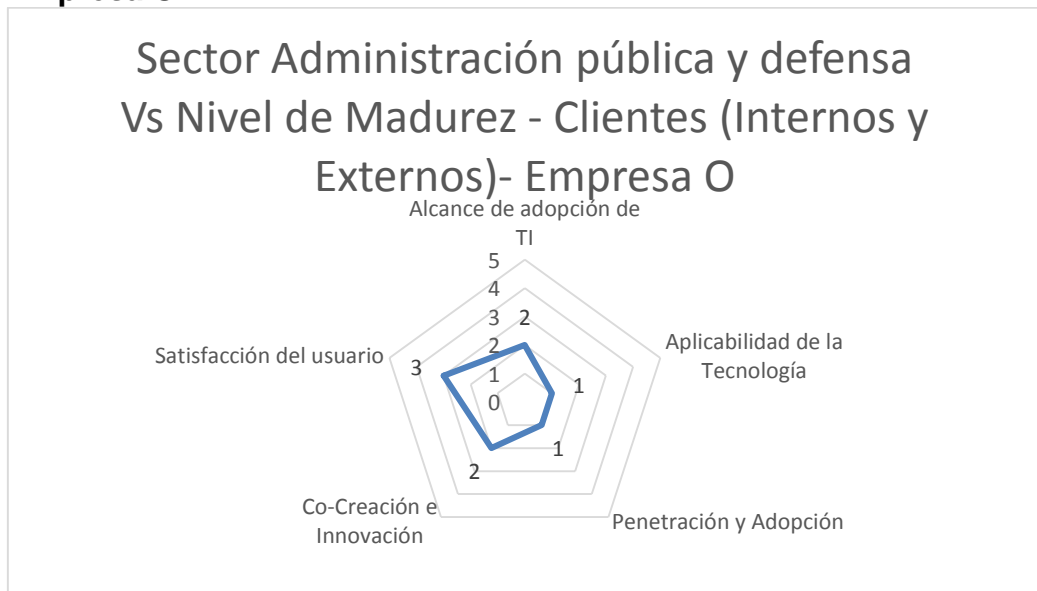 Sector Administración pública y defensa
Vs Nivel de Madurez - Clientes (Internos y
Externos)- Empresa O
Alcance de adopción de
TI
5
4
3
2
1
0
2
1
1
2
3
Aplicabilidad de la
Tecnología
Penetración y Adopción
Co-Creación e
Innovación
Satisfacción del usuario